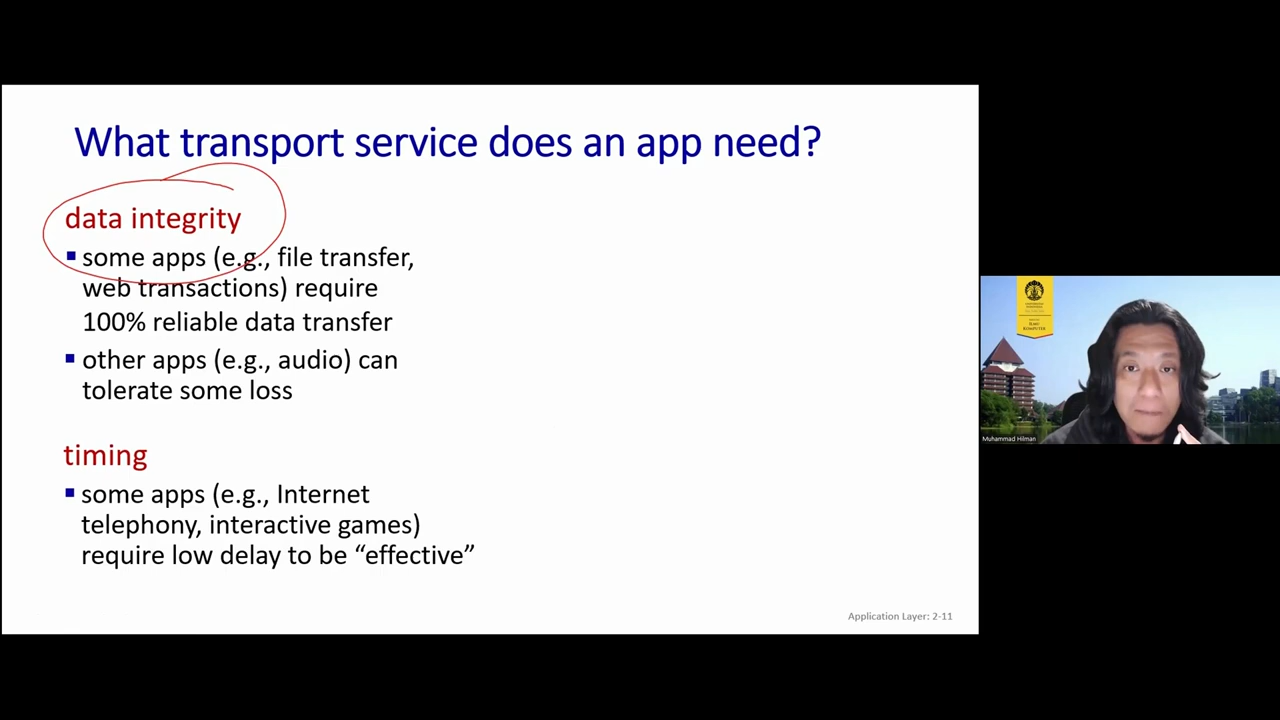 What transport service does an app need?
data integrity
some apps (e.g., file transfer,
web transactions) require
100% reliable data transfer
other apps (e.g., audio) can
tolerate some loss
timing
some apps (e.g., Internet
telephony, interactive games)
require low delay to be “effective”
Application Layer: 2-11
ILMU
KOMPUTER
Muhammad Hilman